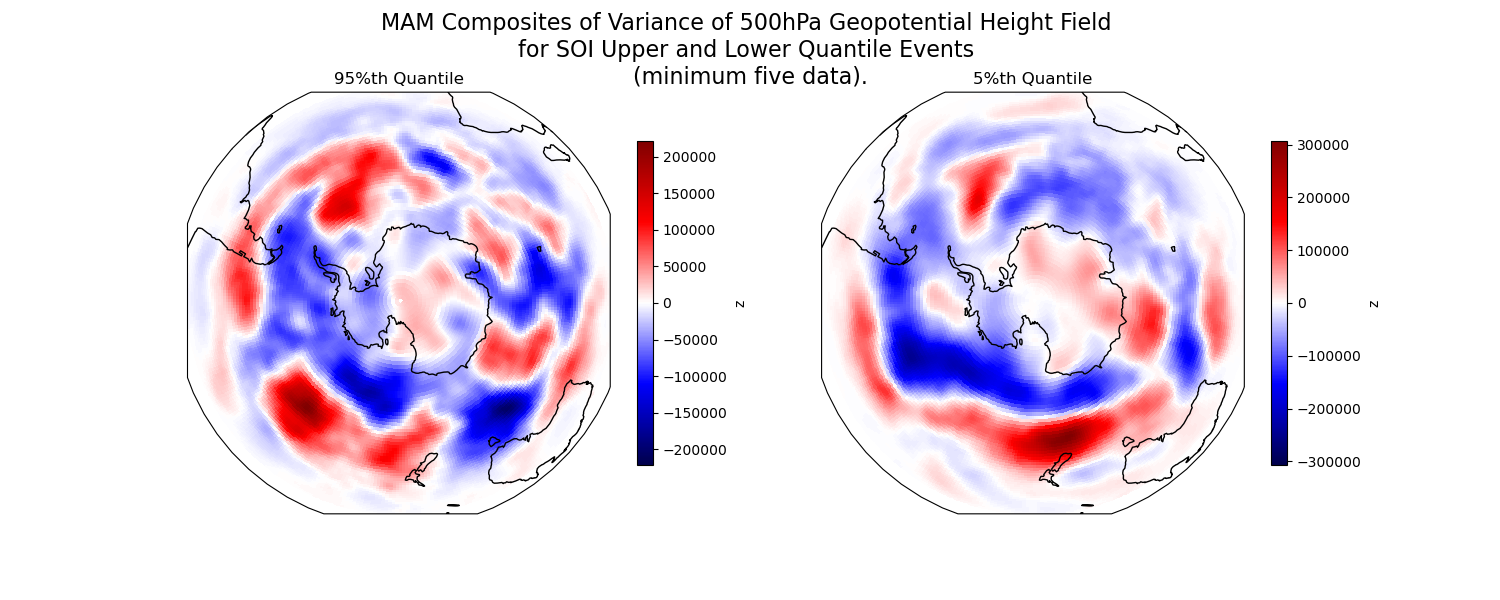 MAM Composites of Variance of 500hPa Geopotential Height Field
for SOI Upper and Lower Quantile Events
(minimum five data).
95%th Quantile
200000
150000
100000
50000
0
−50000
−100000
−150000
−200000
z
5%th Quantile
300000
200000
100000
0
−100000
−200000
−300000
z